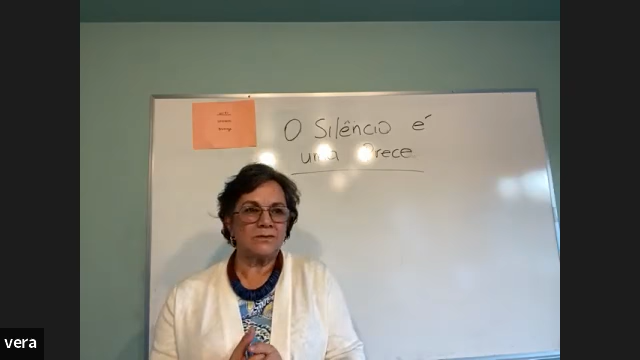 O Silêncio é
uma Prece
vera